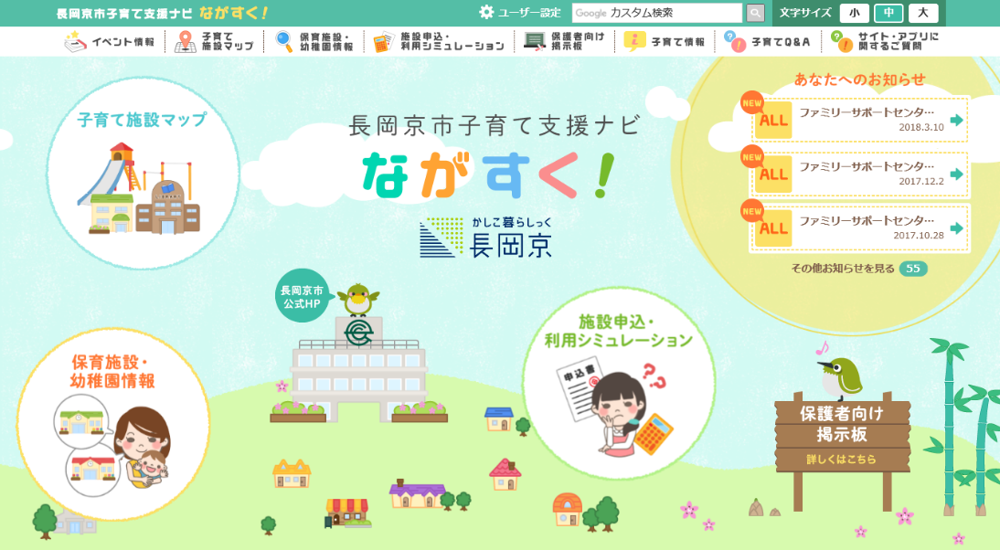 長岡京市子育て支援ナビ ながすく!
ユーザー設定
Google カスタム検索
文字サイズ 小 中 大
イベント情報
子育て
施設マップ
保育施設・
幼稚園情報
施設申込・
利用シミュレーション
保護者向け
掲示板
子育て情報
子育てQ&A
サイト・アプリに
関するご質問
子育て施設マップ
長岡京市子育て支援ナビ
ながすく!
かしこ暮らしっく
長岡京
あなたへのお知らせ
NEW
ALL
ファミリーサポートセンタ…
2018.3.10
NEW
ALL
ファミリーサポートセンタ…
2017.12.2
NEW
ALL
ファミリーサポートセンタ…
2017.10.28
その他お知らせを見る 55
長岡京市
公式HP
保育施設・
幼稚園情報
施設申込・
利用シミュレーション
申込書
??
保護者向け
掲示板
詳しくはこちら